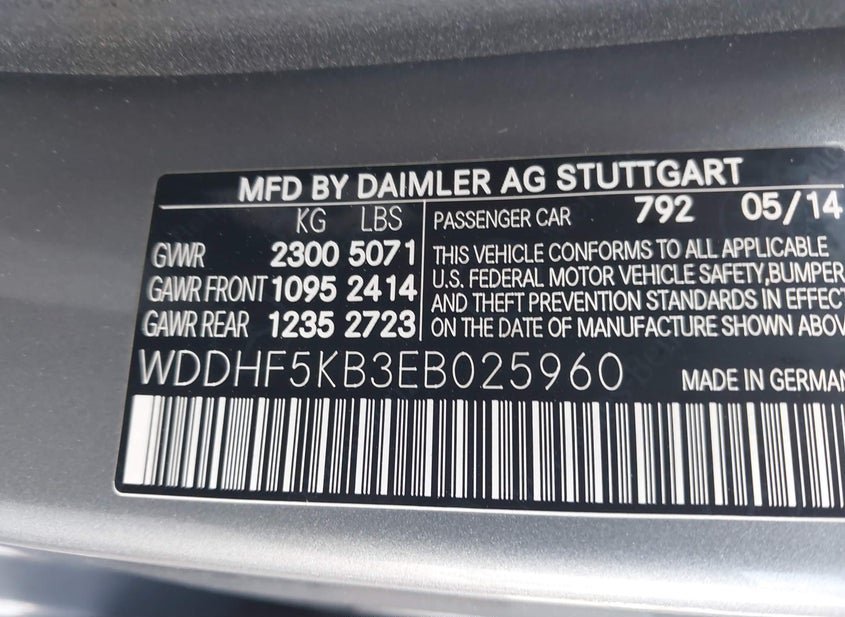 MFD BY DAIMLER AG STUTTGART
KG LBS
GVWR 2300 5071
GAWR FRONT 1095 2414
GAWR REAR 1235 2723
PASSENGER CAR 792 05/14
THIS VEHICLE CONFORMS TO ALL APPLICABLE
U.S. FEDERAL MOTOR VEHICLE SAFETY,BUMPER,
AND THEFT PREVENTION STANDARDS IN EFFECT
ON THE DATE OF MANUFACTURE SHOWN ABOV
WDDHF5KB3EB025960
MADE IN GERMAN